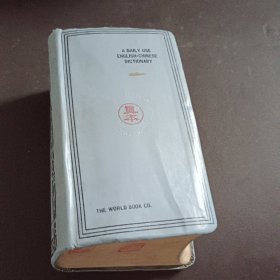 A DAILY USE
ENGLISH-CHINESE
DICTIONARY
THE WORLD BOOK CO.